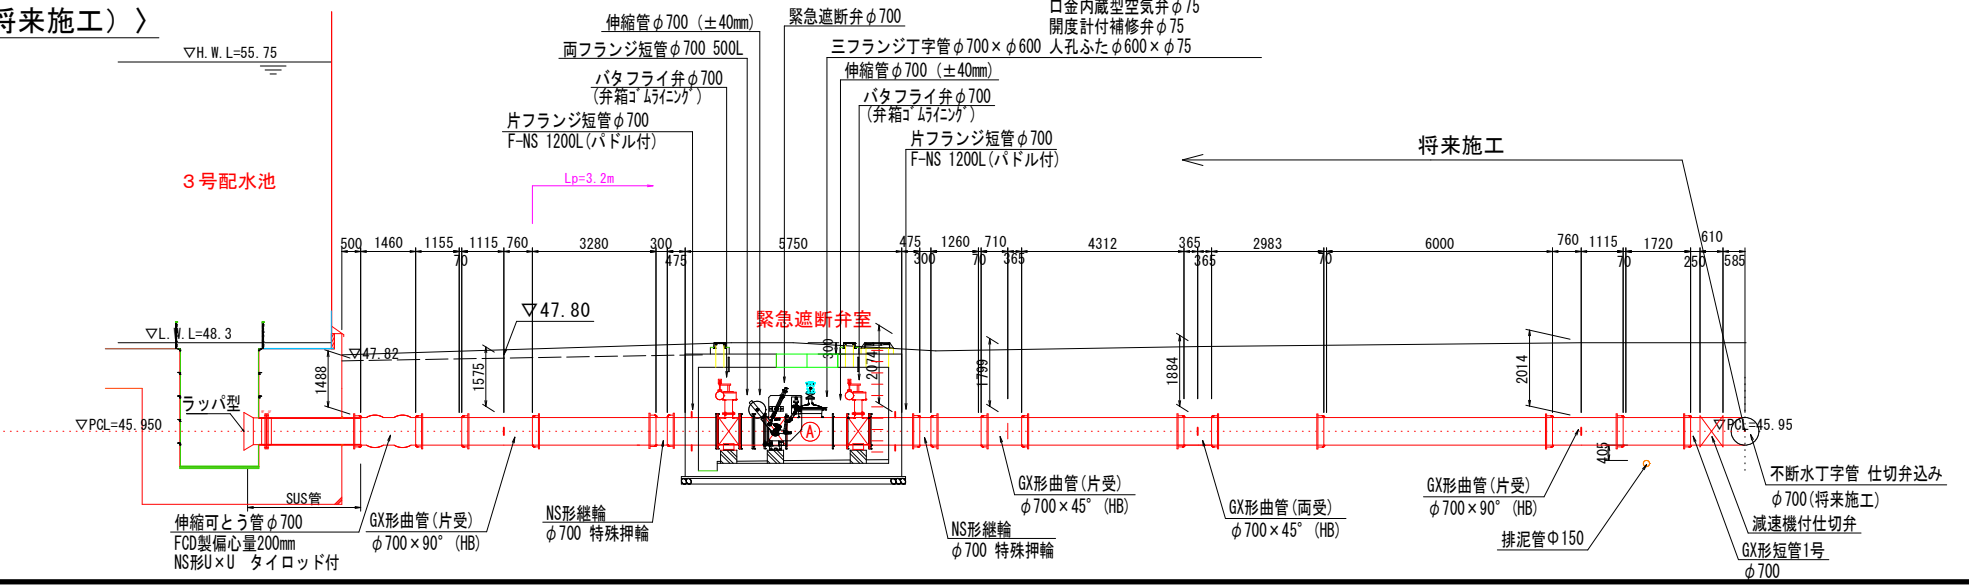 将来施工）〉
▽H.W.L=55.75
伸縮管φ700（±40mm）
緊急遮断弁φ700
口金内蔵型空気弁φ75
開度計付補修弁φ75
両フランジ短管φ700 500L
三フランジ丁字管φ700×φ600 人孔ふたφ600×φ75
バタフライ弁φ700
(弁箱ｺﾞﾑﾗｲﾆﾝｸﾞ)
伸縮管φ700（±40mm）
バタフライ弁φ700
(弁箱ｺﾞﾑﾗｲﾆﾝｸﾞ)
片フランジ短管φ700
F-NS 1200L(パドル付)
片フランジ短管φ700
F-NS 1200L(パドル付)
将来施工
３号配水池
Lp=3.2m
500 1460 1155 1115 760 3280 300 5750 475 1260 710 4312 365 2983 6000 760 1115 1720 610
70 475 300 70 365 365 70 70 250 585
▽47.80
緊急遮断弁室
▽L.W.L=48.3
▽47.82
1488
1575
300
2074
1799
1884
2014
ラッパ型
▽PCL=45.950
Ⓐ
▽PCL=45.95
405
SUS管
伸縮可とう管φ700
FCD製偏心量200mm
NS形U×U タイロッド付
GX形曲管(片受)
φ700×90°(HB)
NS形継輪
φ700 特殊押輪
NS形継輪
φ700 特殊押輪
GX形曲管(片受)
φ700×45°(HB)
GX形曲管(両受)
φ700×45°(HB)
GX形曲管(片受)
φ700×90°(HB)
排泥管Φ150
不断水丁字管 仕切弁込み
φ700(将来施工)
減速機付仕切弁
GX形短管1号
φ700